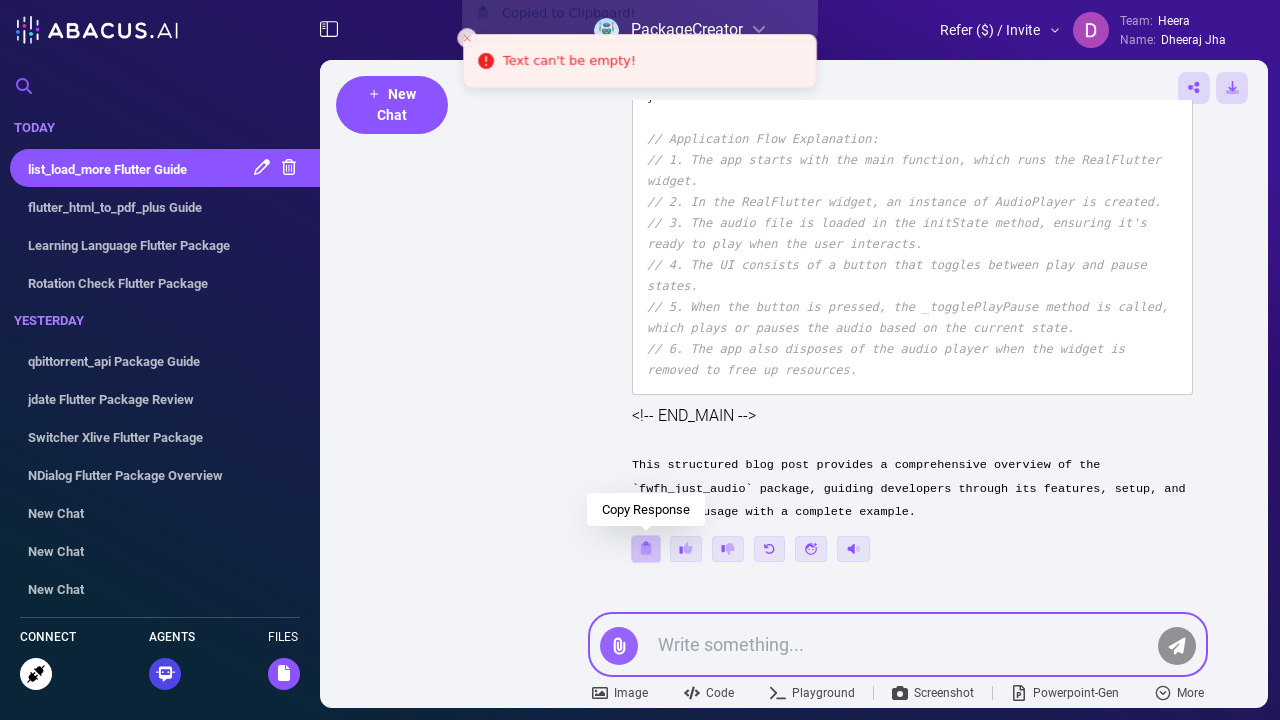 ABACUS.AI
Copied to Clipboard!
PackageCreator
Refer ($) / Invite
D
Team: Heera
Name: Dheeraj Jha
Text can't be empty!
New Chat
TODAY
list_load_more Flutter Guide
flutter_html_to_pdf_plus Guide
Learning Language Flutter Package
Rotation Check Flutter Package
YESTERDAY
qbittorrent_api Package Guide
jdate Flutter Package Review
Switcher Xlive Flutter Package
NDialog Flutter Package Overview
New Chat
New Chat
New Chat
CONNECT
AGENTS
FILES
// Application Flow Explanation:
// 1. The app starts with the main function, which runs the RealFlutter
widget.
// 2. In the RealFlutter widget, an instance of AudioPlayer is created.
// 3. The audio file is loaded in the initState method, ensuring it's
ready to play when the user interacts.
// 4. The UI consists of a button that toggles between play and pause
states.
// 5. When the button is pressed, the _togglePlayPause method is called,
which plays or pauses the audio based on the current state.
// 6. The app also disposes of the audio player when the widget is
removed to free up resources.
<!-- END_MAIN -->
This structured blog post provides a comprehensive overview of the
`fwfh_just_audio` package, guiding developers through its features, setup, and
usage with a complete example.
Copy Response
Write something...
Image
Code
Playground
Screenshot
Powerpoint-Gen
More